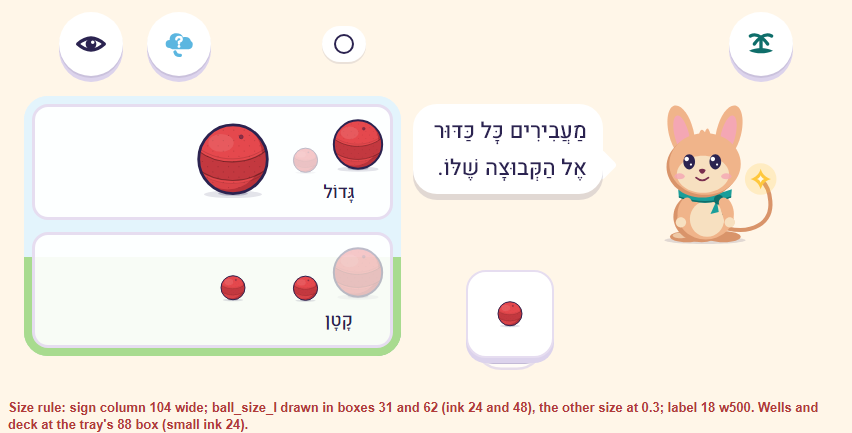 ?
מַעֲבִירִים כָּל כַּדּוּר
אֶל הַקְּבוּצָה שֶׁלּוֹ.
גָּדוֹל
קָטָן
Size rule: sign column 104 wide; ball_size_l drawn in boxes 31 and 62 (ink 24 and 48), the other size at 0.3; label 18 w500. Wells and
deck at the tray's 88 box (small ink 24).